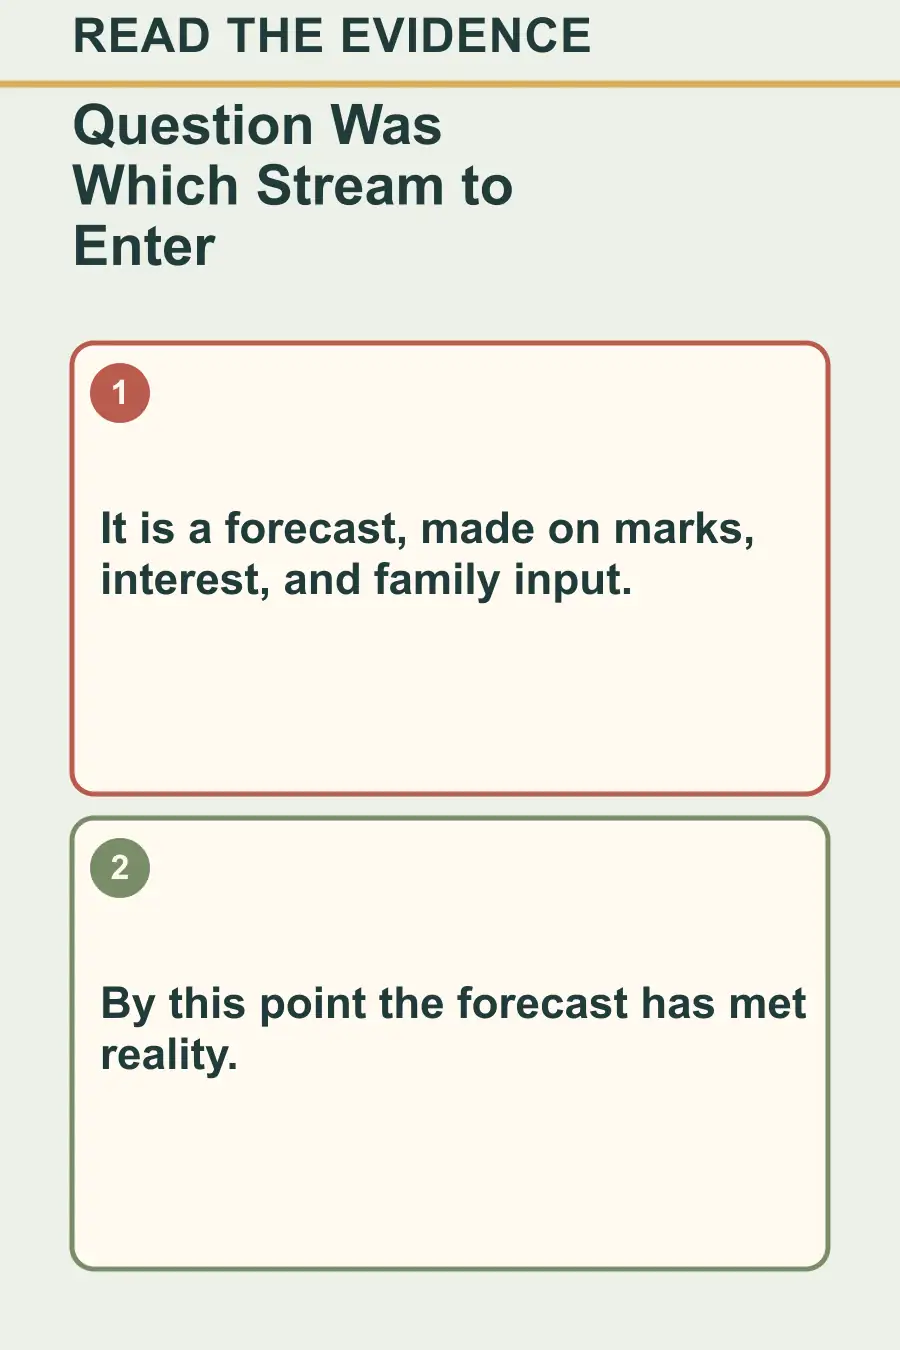 READ THE EVIDENCE
Question Was
Which Stream to
Enter
1
It is a forecast, made on marks,
interest, and family input.
2
By this point the forecast has met
reality.